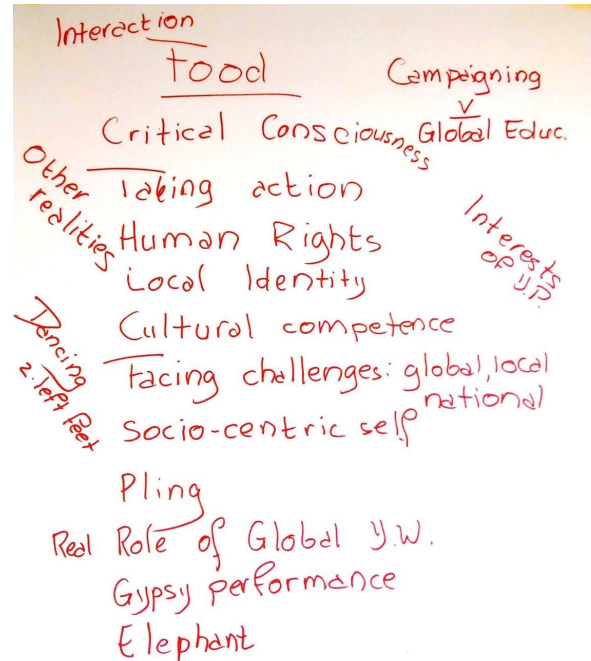 Interaction
Food
Campaigning
V
Critical Consciousness Global Educ.
Other realities
Taking action
Human Rights
Interests of Y.P.
Local Identity
Cultural competence
Dancing 2 left feet
Facing challenges: global, local
national
Socio-centric self
Pling
Real Role of Global Y.W.
Gypsy performance
Elephant